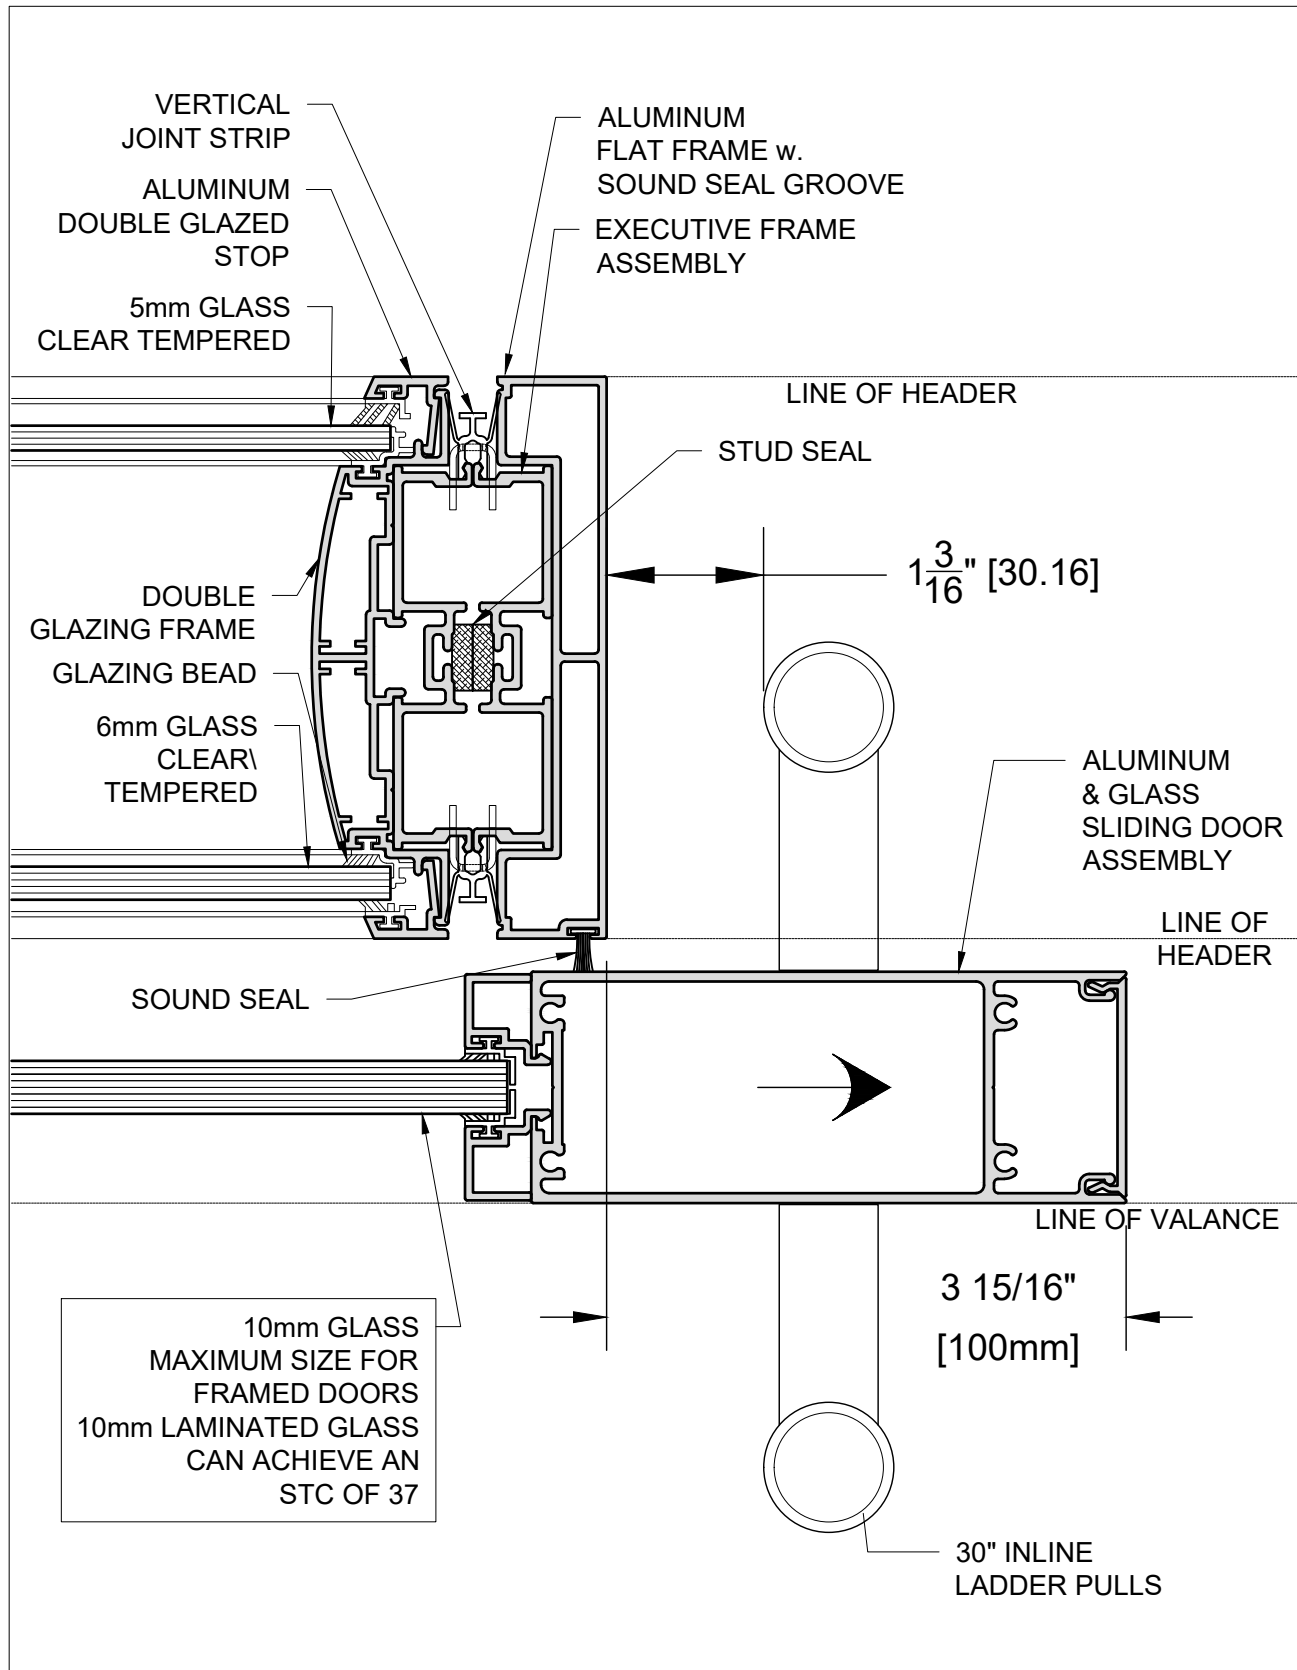 VERTICAL
JOINT STRIP
ALUMINUM
DOUBLE GLAZED
STOP
5mm GLASS
CLEAR TEMPERED
ALUMINUM
FLAT FRAME w.
SOUND SEAL GROOVE
EXECUTIVE FRAME
ASSEMBLY
LINE OF HEADER
STUD SEAL
1 3/16" [30.16]
DOUBLE
GLAZING FRAME
GLAZING BEAD
6mm GLASS
CLEAR\
TEMPERED
ALUMINUM
& GLASS
SLIDING DOOR
ASSEMBLY
LINE OF
HEADER
SOUND SEAL
LINE OF VALANCE
3 15/16"
[100mm]
10mm GLASS
MAXIMUM SIZE FOR
FRAMED DOORS
10mm LAMINATED GLASS
CAN ACHIEVE AN
STC OF 37
30" INLINE
LADDER PULLS